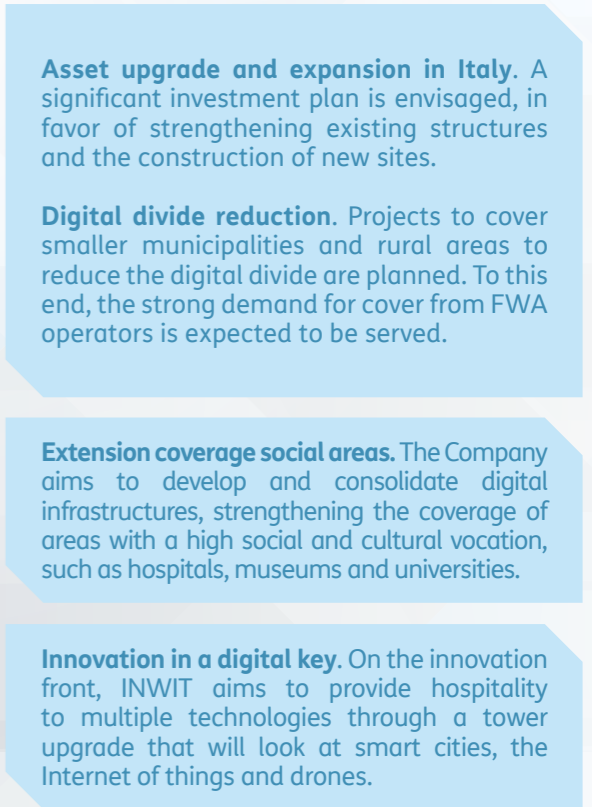 Asset upgrade and expansion in Italy. A
significant investment plan is envisaged, in
favor of strengthening existing structures
and the construction of new sites.
Digital divide reduction. Projects to cover
smaller municipalities and rural areas to
reduce the digital divide are planned. To this
end, the strong demand for cover from FWA
operators is expected to be served.
Extension coverage social areas. The Company
aims to develop and consolidate digital
infrastructures, strengthening the coverage of
areas with a high social and cultural vocation,
such as hospitals, museums and universities.
Innovation in a digital key. On the innovation
front, INWIT aims to provide hospitality
to multiple technologies through a tower
upgrade that will look at smart cities, the
Internet of things and drones.